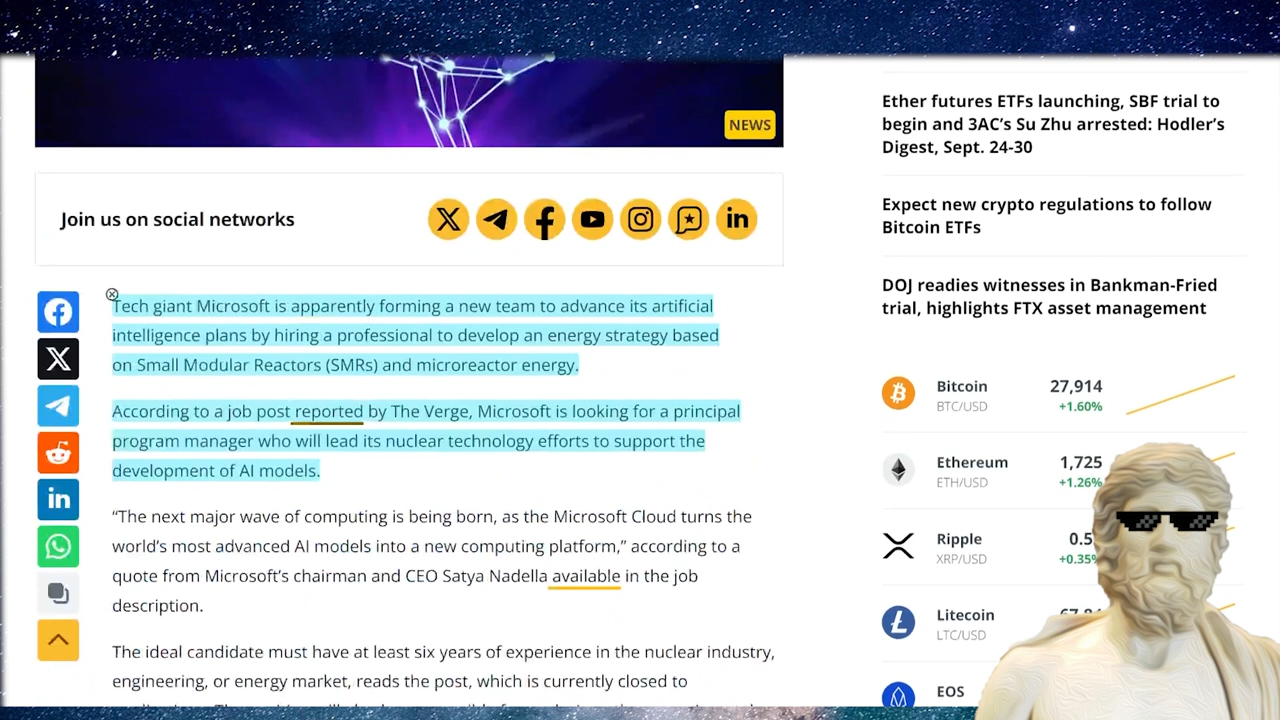 NEWS
Join us on social networks
Tech giant Microsoft is apparently forming a new team to advance its artificial
intelligence plans by hiring a professional to develop an energy strategy based
on Small Modular Reactors (SMRs) and microreactor energy.
According to a job post reported by The Verge, Microsoft is looking for a principal
program manager who will lead its nuclear technology efforts to support the
development of AI models.
“The next major wave of computing is being born, as the Microsoft Cloud turns the
world’s most advanced AI models into a new computing platform,” according to a
quote from Microsoft’s chairman and CEO Satya Nadella available in the job
description.
The ideal candidate must have at least six years of experience in the nuclear industry,
engineering, or energy market, reads the post, which is currently closed to
Ether futures ETFs launching, SBF trial to
begin and 3AC’s Su Zhu arrested: Hodler’s
Digest, Sept. 24-30
Expect new crypto regulations to follow
Bitcoin ETFs
DOJ readies witnesses in Bankman-Fried
trial, highlights FTX asset management
Bitcoin 27,914
BTC/USD +1.60%
Ethereum 1,725
ETH/USD +1.26%
Ripple 0.5
XRP/USD +0.35%
Litecoin
LTC/USD
EOS